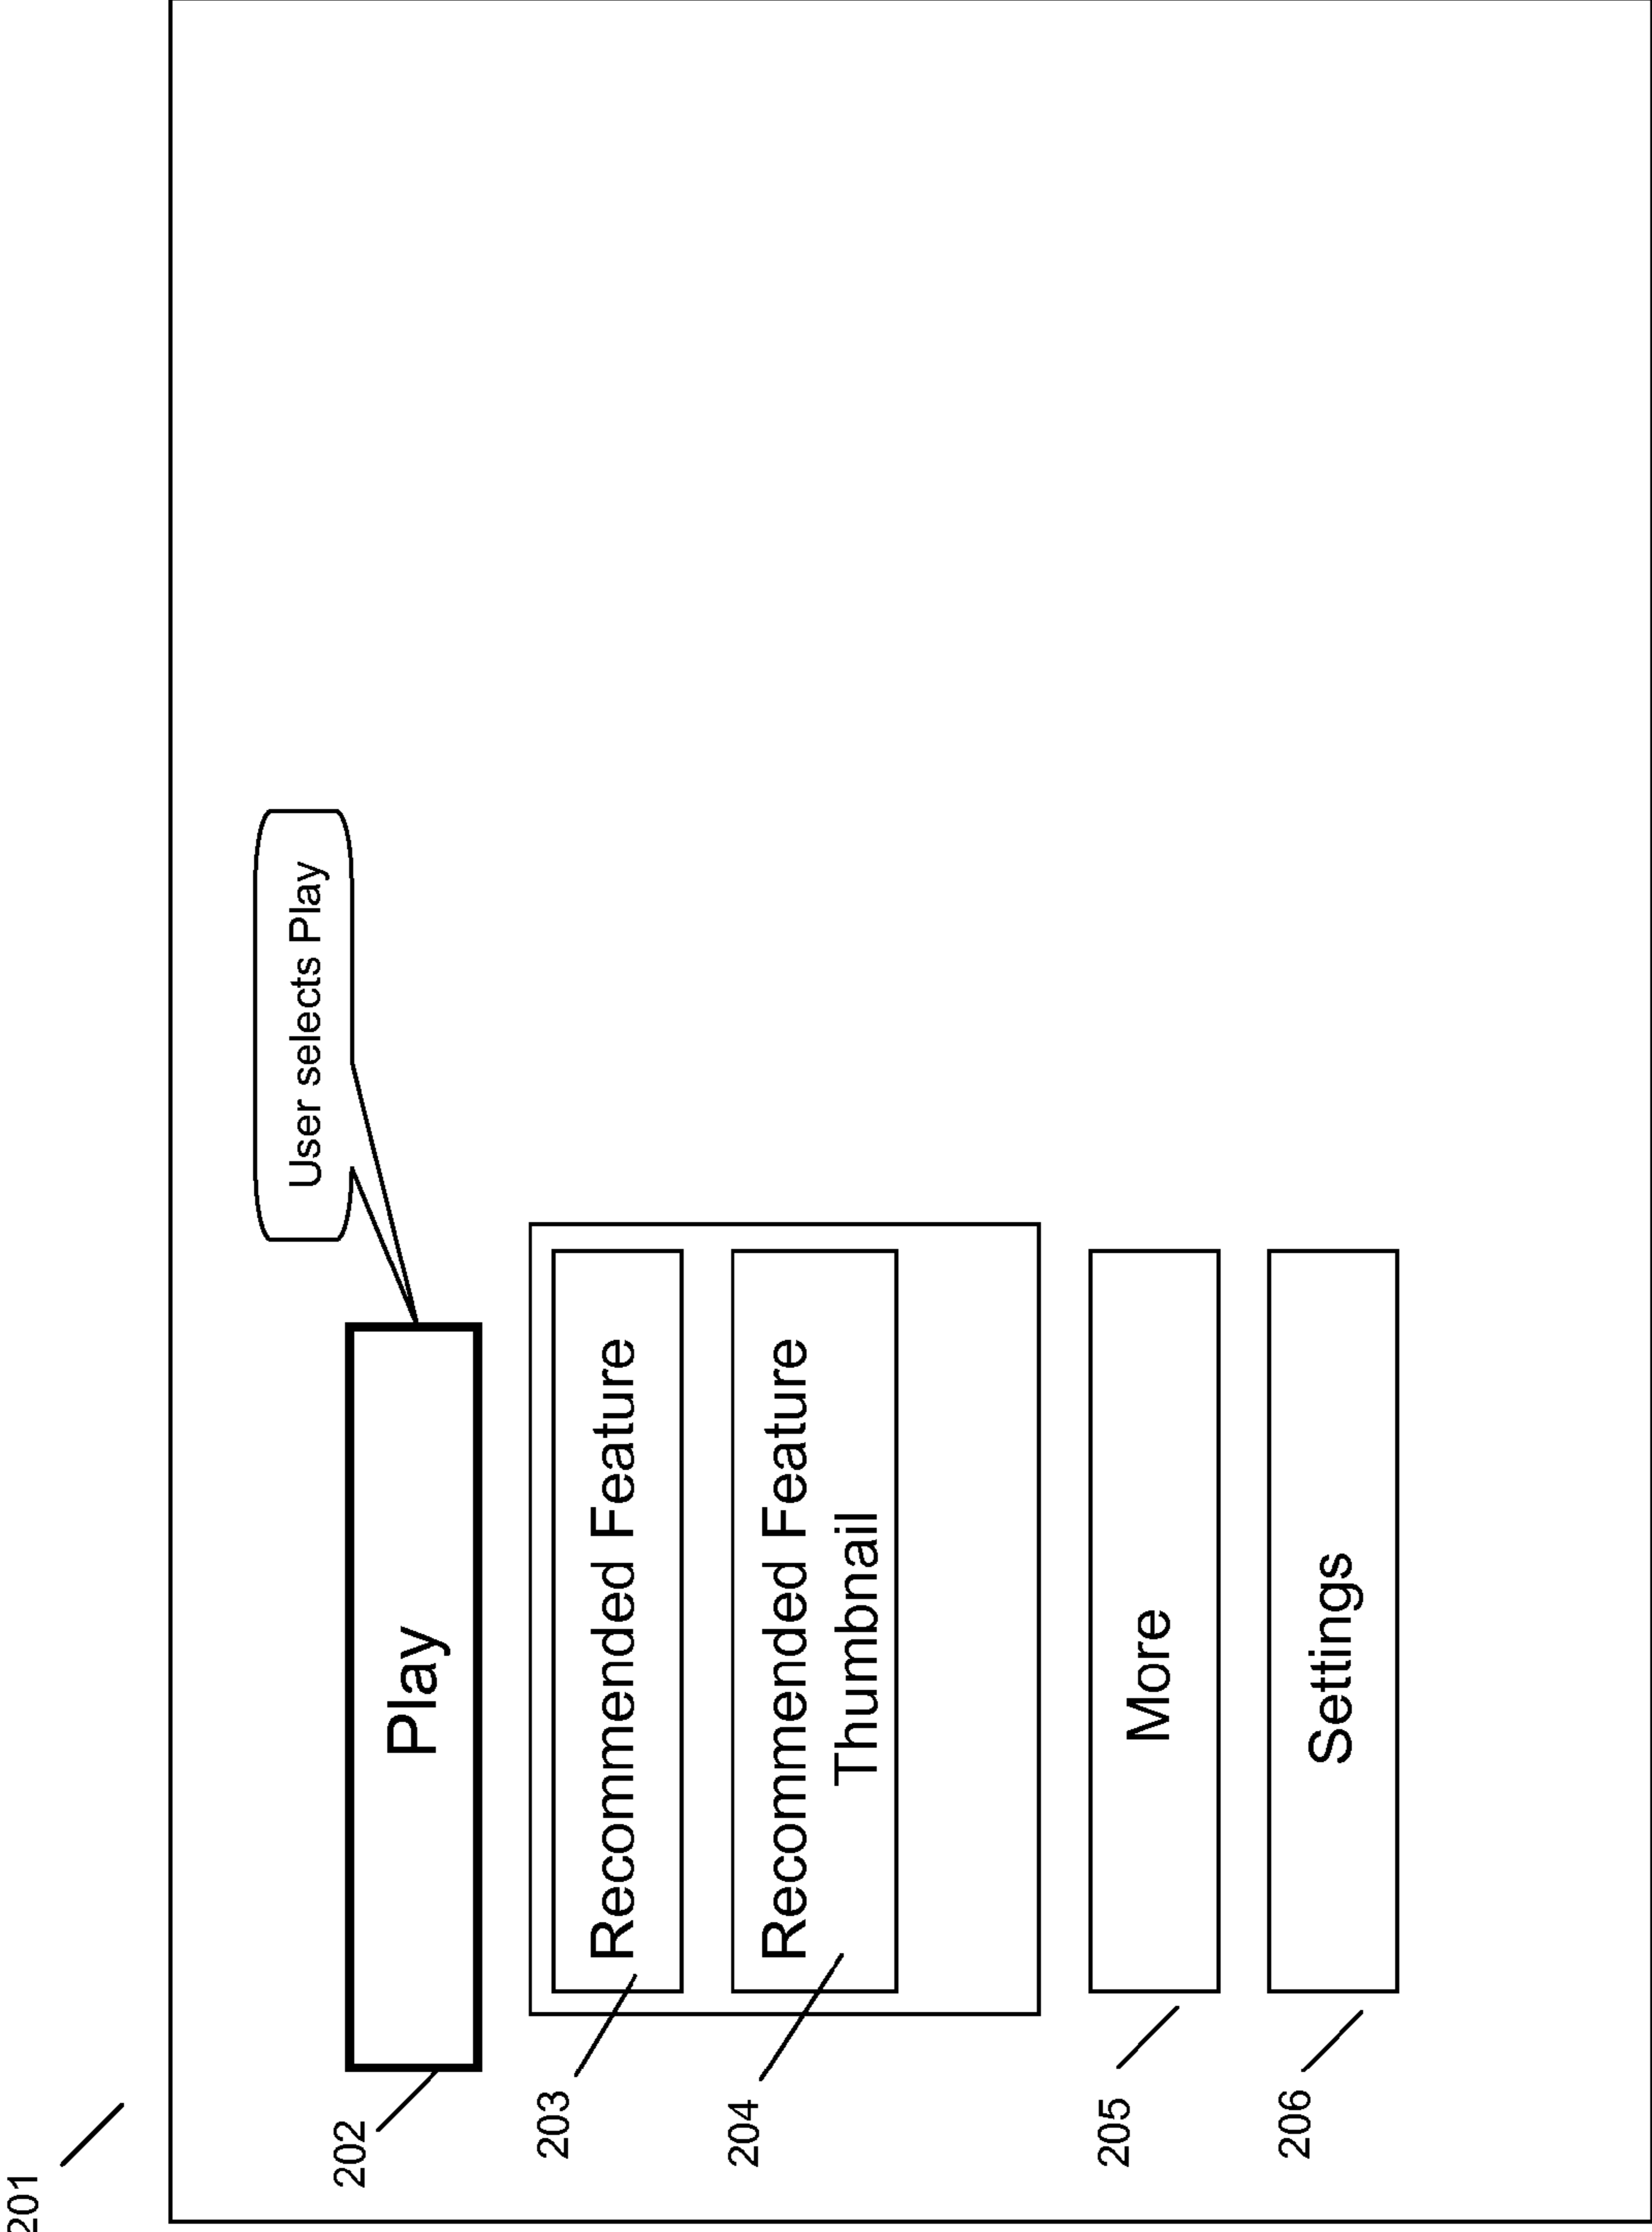 201
User selects Play
202
Play
203
Recommended Feature
204
Recommended Feature
Thumbnail
205
More
206
Settings